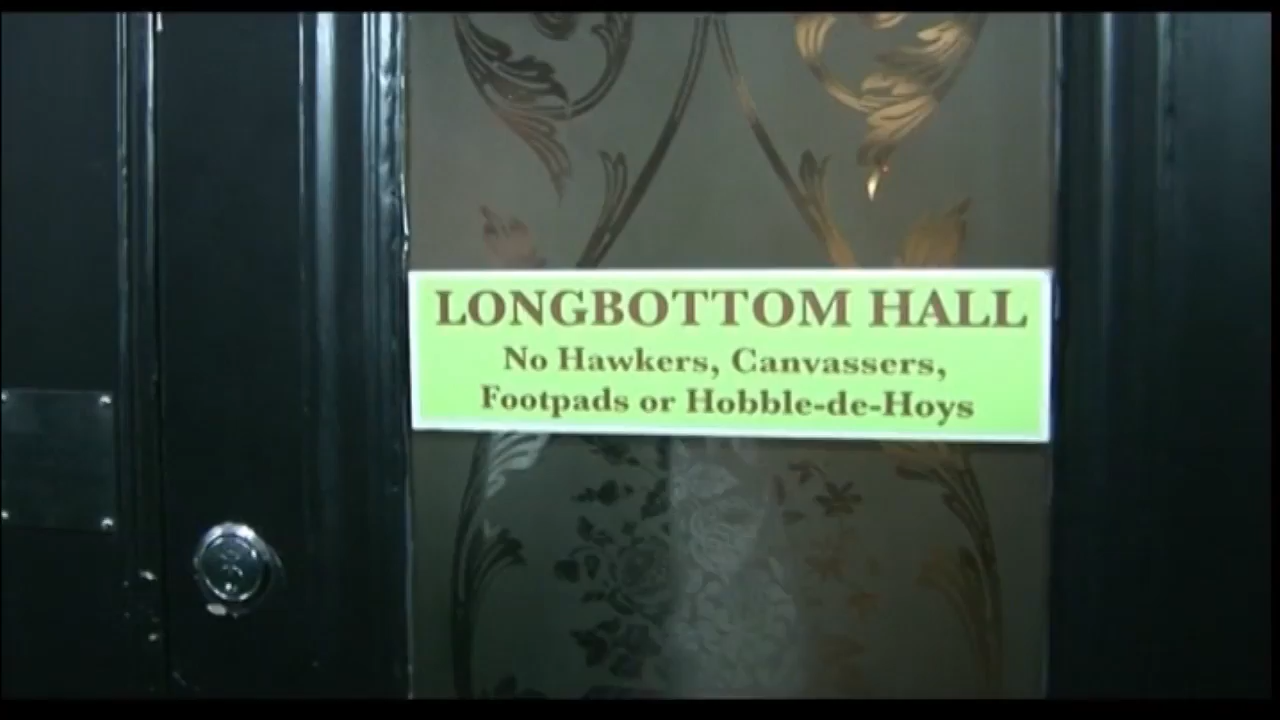 LONGBOTTOM HALL
No Hawkers, Canvassers,
Footpads or Hobble-de-Hoys